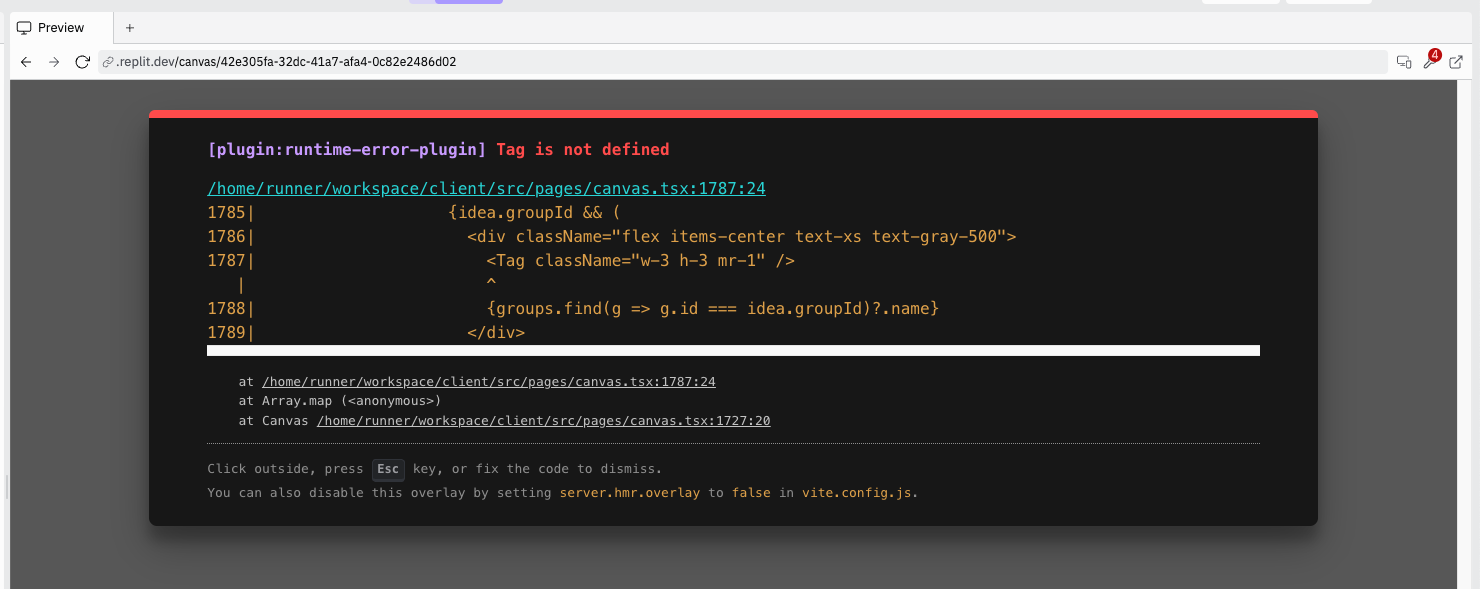 Preview +
.replit.dev/canvas/42e305fa-32dc-41a7-afa4-0c82e2486d02 4
[plugin:runtime-error-plugin] Tag is not defined
/home/runner/workspace/client/src/pages/canvas.tsx:1787:24
1785|                    {idea.groupId && (
1786|                      <div className="flex items-center text-xs text-gray-500">
1787|                        <Tag className="w-3 h-3 mr-1" />
   |                        ^
1788|                        {groups.find(g => g.id === idea.groupId)?.name}
1789|                      </div>
at /home/runner/workspace/client/src/pages/canvas.tsx:1787:24
at Array.map (<anonymous>)
at Canvas /home/runner/workspace/client/src/pages/canvas.tsx:1727:20
Click outside, press Esc key, or fix the code to dismiss.
You can also disable this overlay by setting server.hmr.overlay to false in vite.config.js.